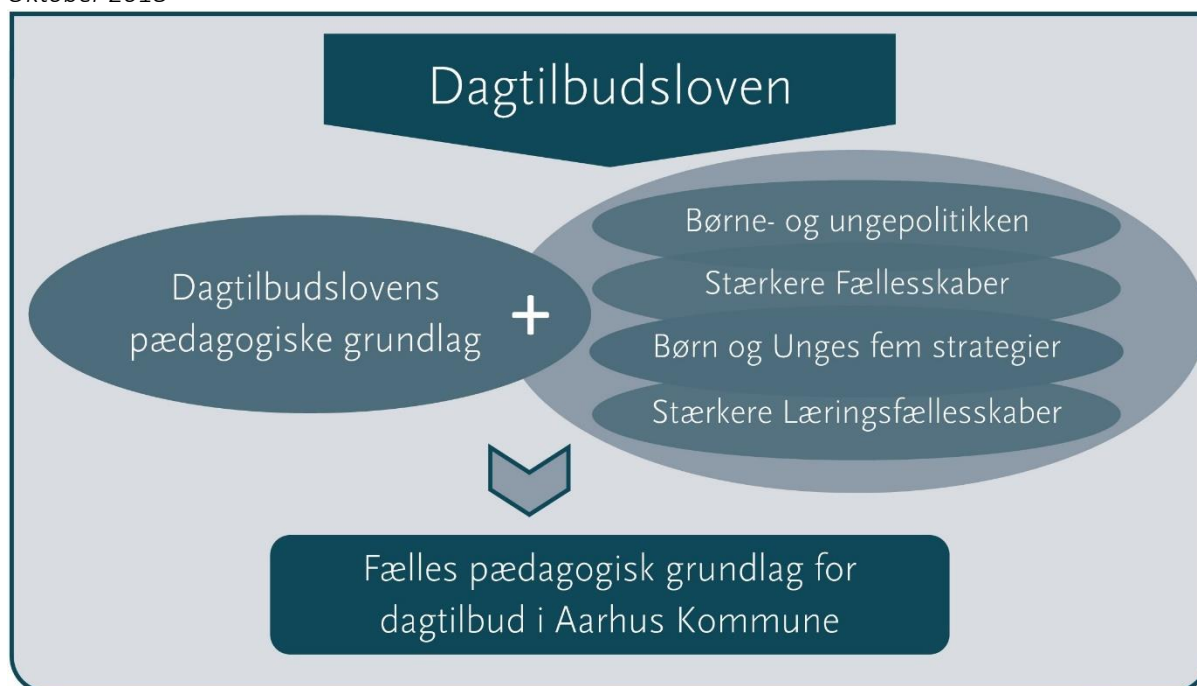 Dagtilbudsloven
Dagtilbudslovens
pædagogiske grundlag
+
Børne- og ungepolitikken
Stærkere Fællesskaber
Børn og Unges fem strategier
Stærkere Læringsfællesskaber
Fælles pædagogisk grundlag for
dagtilbud i Aarhus Kommune